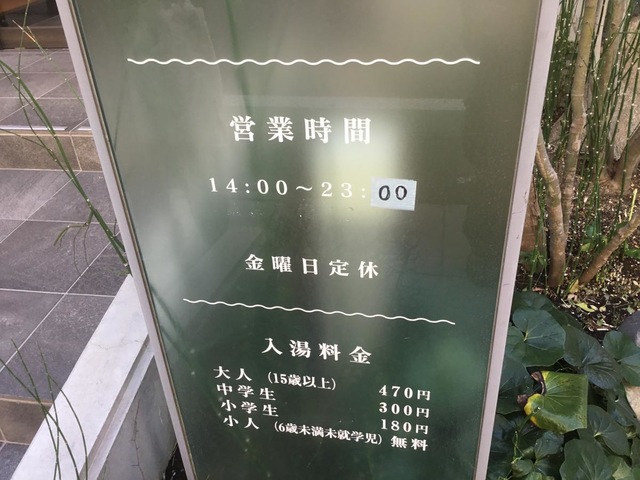 営業時間
14:00～23:00
金曜日定休
入湯料金
大人 (15歳以上) 470円
中学生 300円
小学生 180円
小人 (6歳未満未就学児) 無料